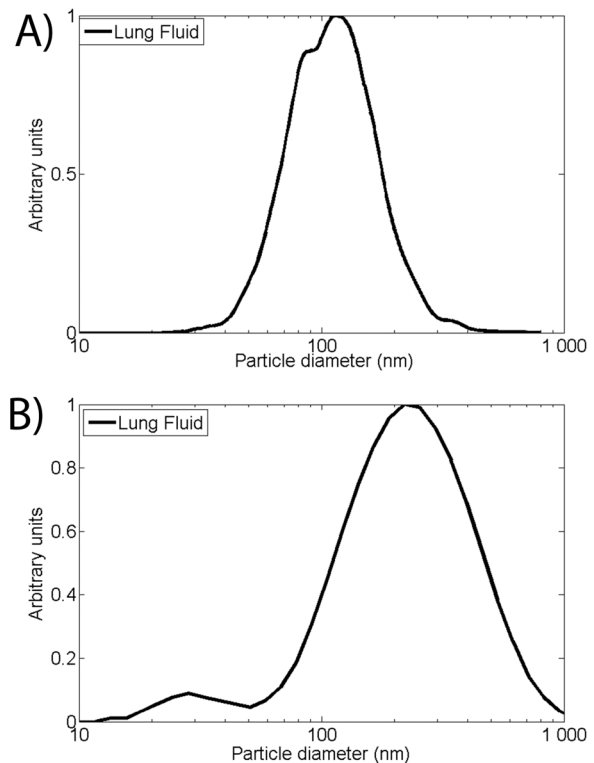 A)
Lung Fluid
Arbitrary units
1
0.5
0
10
100
1 000
Particle diameter (nm)
B)
Lung Fluid
Arbitrary units
1
0.8
0.6
0.4
0.2
0
10
100
1 000
Particle diameter (nm)